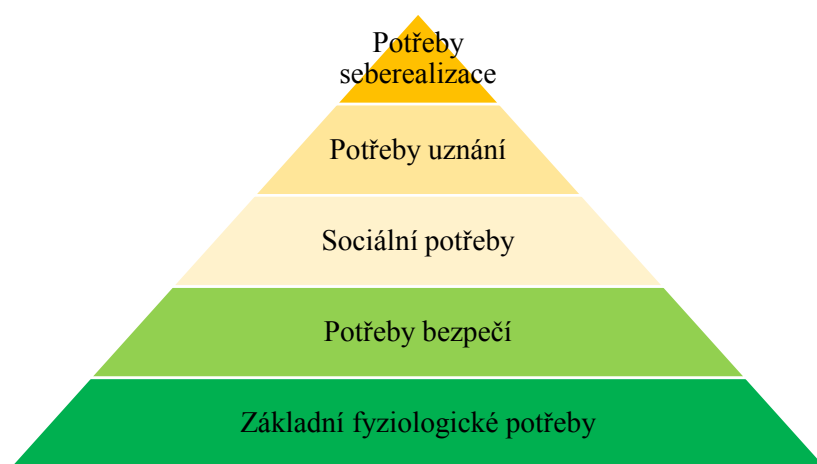 Potřeby
seberealizace
Potřeby uznání
Sociální potřeby
Potřeby bezpečí
Základní fyziologické potřeby